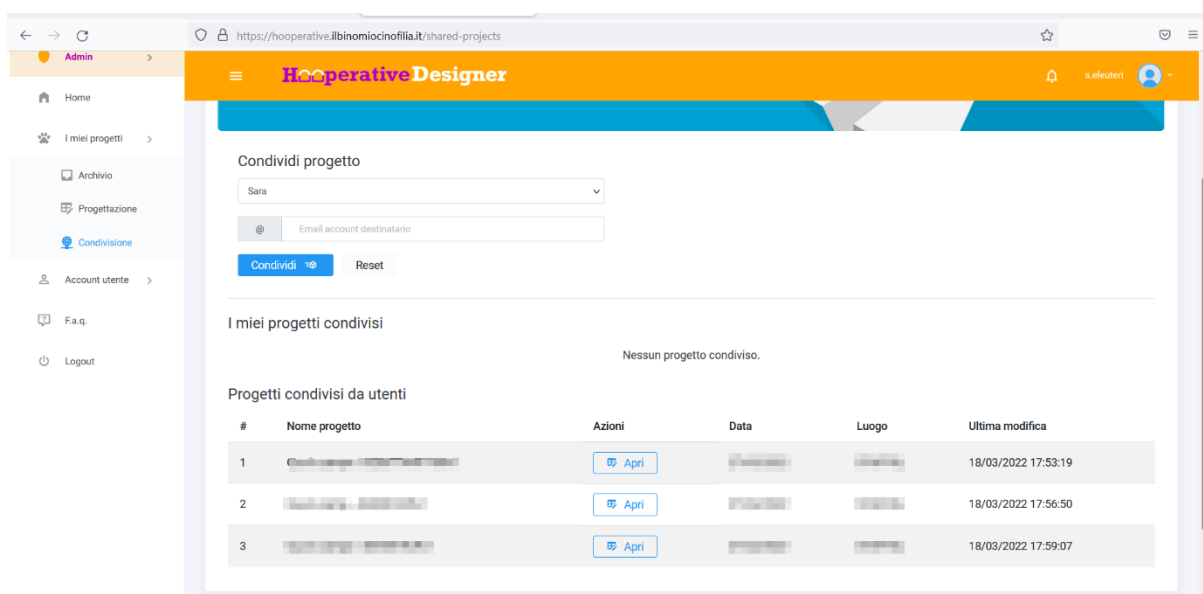 https://hooperative.ilbinomiocinofilia.it/shared-projects
Admin
Hooperative Designer
a.eleuteri
Home
I miei progetti
Archivio
Progettazione
Condivisione
Account utente
F.a.q.
Logout
Condividi progetto
Sara
@ Email account destinatario
Condividi Reset
I miei progetti condivisi
Nessun progetto condiviso.
Progetti condivisi da utenti
# Nome progetto Azioni Data Luogo Ultima modifica
1 Apri 18/03/2022 17:53:19
2 Apri 18/03/2022 17:56:50
3 Apri 18/03/2022 17:59:07